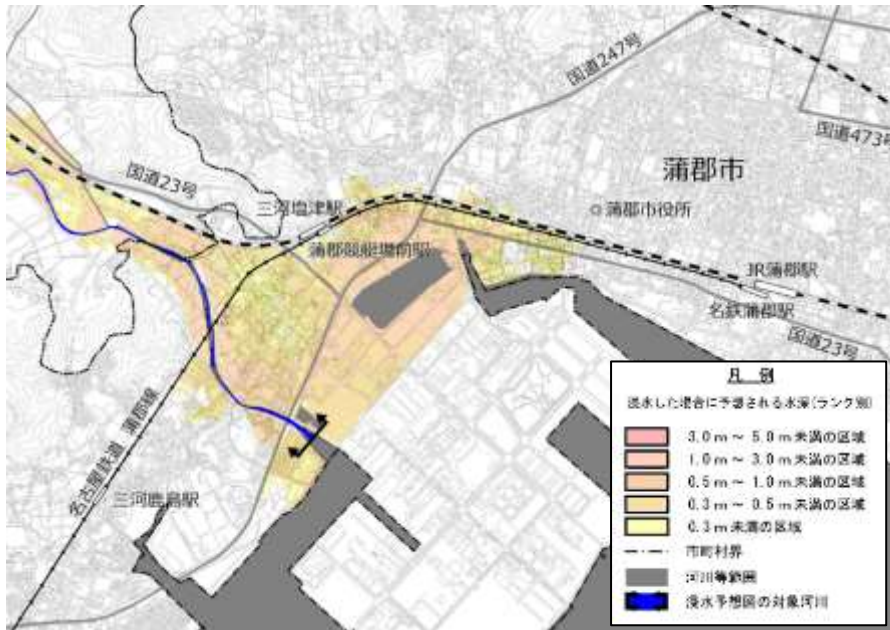 国道247号
国道473号
蒲郡市
国道23号
三河塩津駅
蒲郡市役所
蒲郡競艇場前駅
JR蒲郡駅
名鉄蒲郡駅
国道23号
名古屋鉄道 蒲郡線
三河鹿島駅
凡 例
浸水した場合に予想される水深(ランク別)
3.0m~5.0m未満の区域
1.0m~3.0m未満の区域
0.5m~1.0m未満の区域
0.3m~0.5m未満の区域
0.3m未満の区域
市町村界
河川等範囲
浸水予想図の対象河川